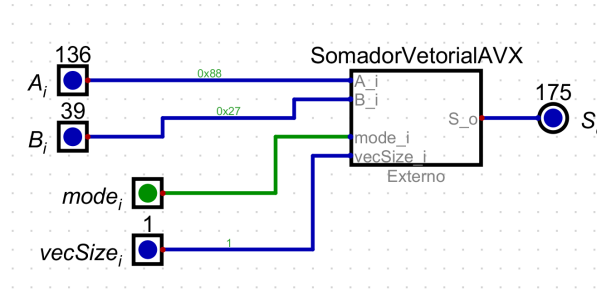 136
SomadorVetorialAVX
A_i
0x88
A_i
39
B_i
175
0x27
B_i
S_o
S
mode_i
vecSize_i
Externo
mode_i
1
vecSize_i
1